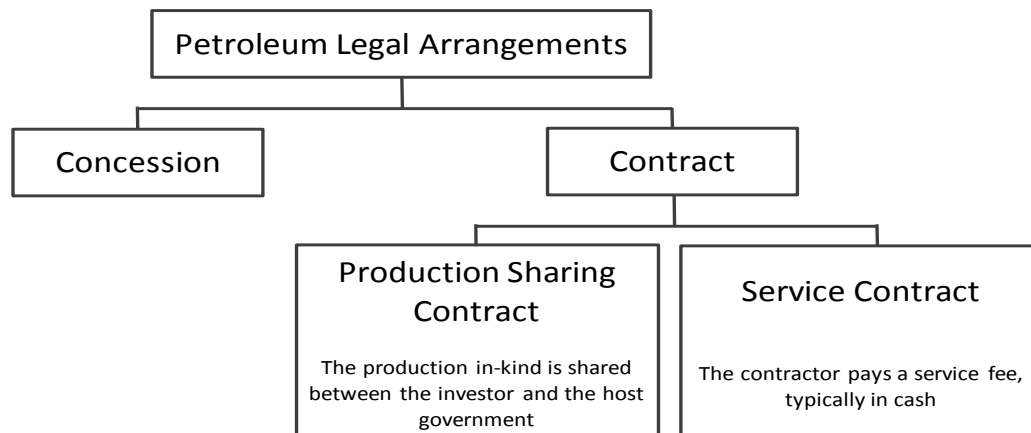 Petroleum Legal Arrangements
Concession
Contract
Production Sharing
Contract
The production in-kind is shared
between the investor and the host
government
Service Contract
The contractor pays a service fee,
typically in cash